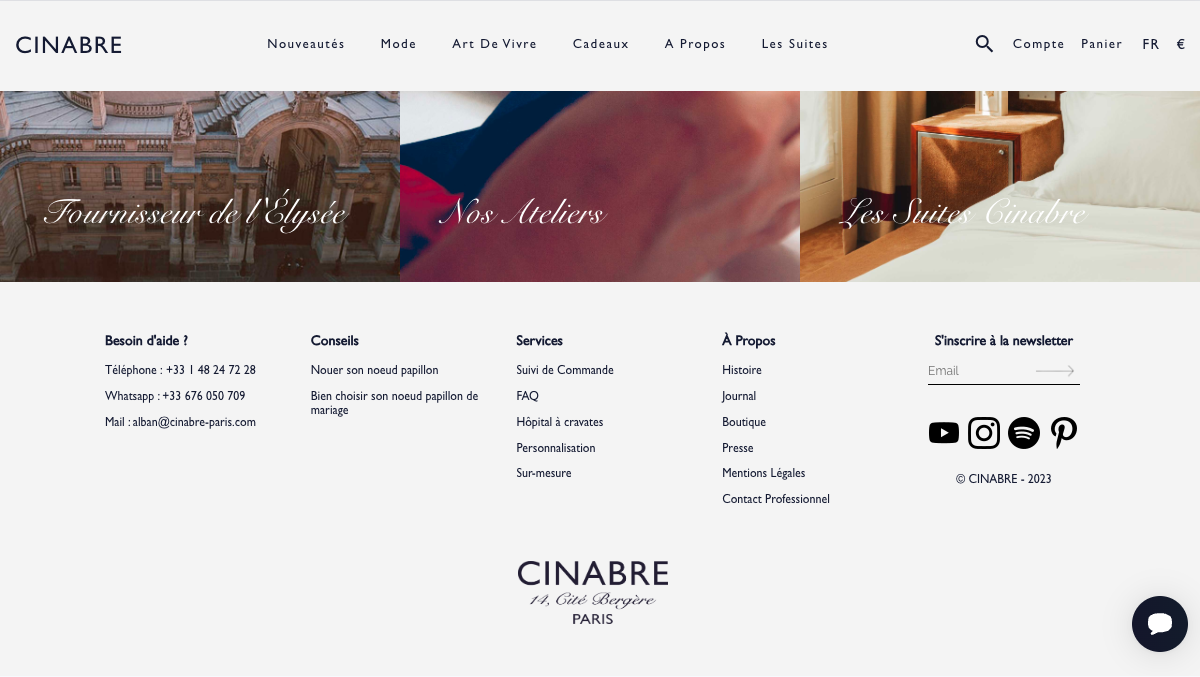 CINABRE
Nouveautés
Mode
Art De Vivre
Cadeaux
A Propos
Les Suites
Compte
Panier
FR
€
Fournisseur de l'Élysée
Nos Ateliers
Les Suites Cinabre
Besoin d'aide ?
Téléphone : +33 1 48 24 72 28
Whatsapp : +33 676 050 709
Mail : alban@cinabre-paris.com
Conseils
Nouer son noeud papillon
Bien choisir son noeud papillon de
mariage
Services
Suivi de Commande
FAQ
Hôpital à cravates
Personnalisation
Sur-mesure
À Propos
Histoire
Journal
Boutique
Presse
Mentions Légales
Contact Professionnel
S'inscrire à la newsletter
Email
© CINABRE - 2023
CINABRE
14, Cité Bergère
PARIS